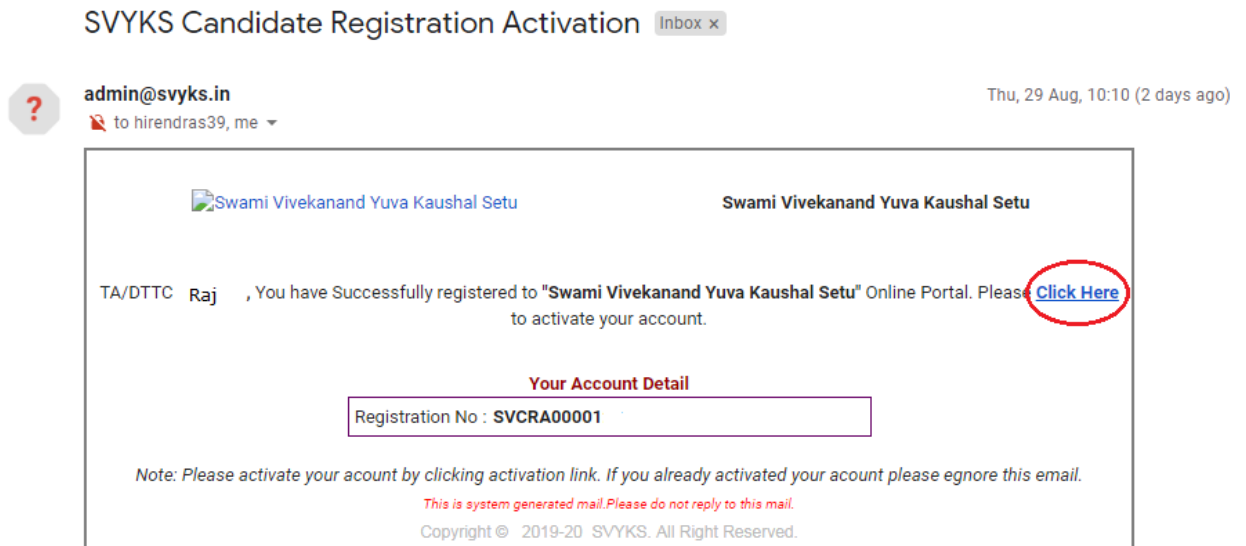 SVYKS Candidate Registration Activation Inbox x
admin@svyks.in Thu, 29 Aug, 10:10 (2 days ago)
? to hirendras39, me
Swami Vivekanand Yuva Kaushal Setu Swami Vivekanand Yuva Kaushal Setu
TA/DTTC Raj , You have Successfully registered to "Swami Vivekanand Yuva Kaushal Setu" Online Portal. Please Click Here
to activate your account.
Your Account Detail
Registration No : SVCRA00001
Note: Please activate your acount by clicking activation link. If you already activated your acount please egnore this email.
This is system generated mail.Please do not reply to this mail.
Copyright © 2019-20 SVYKS. All Right Reserved.